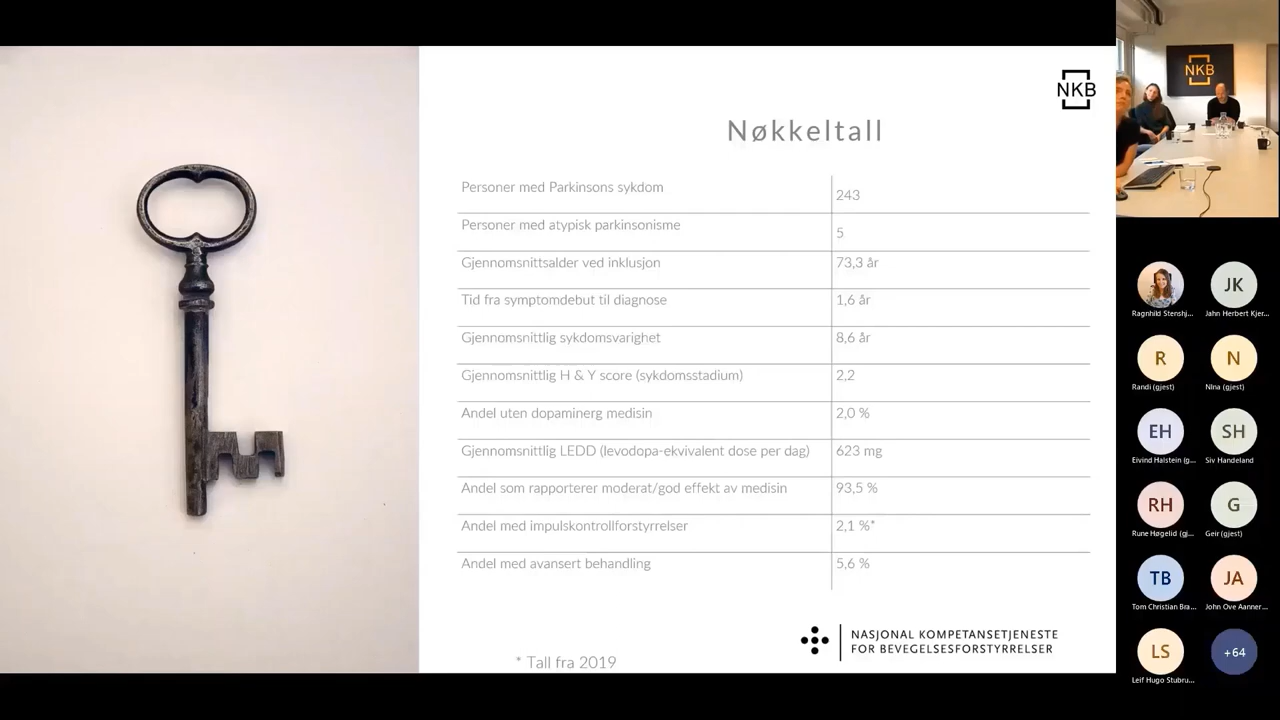 NKB
Nøkkeltall
Personer med Parkinsons sykdom 243
Personer med atypisk parkinsonisme 5
Gjennomsnittsalder ved inklusjon 73,3 år
Tid fra symptomdebut til diagnose 1,6 år
Gjennomsnittlig sykdomsvarighet 8,6 år
Gjennomsnittlig H & Y score (sykdomsstadium) 2,2
Andel uten dopaminerg medisin 2,0 %
Gjennomsnittlig LEDD (levodopa-ekvivalent dose per dag) 623 mg
Andel som rapporterer moderat/god effekt av medisin 93,5 %
Andel med impulskontrollforstyrrelser 2,1 %*
Andel med avansert behandling 5,6 %
NASJONAL KOMPETANSETJENESTE
FOR BEVEGELSESFORSTYRRELSER
* Tall fra 2019
NKB
JK
Ragnhild Stenshj... Jahn Herbert Kjer...
R N
Randi (gjest) NIna (gjest)
EH SH
Eivind Halstein (g... Siv Handeland
RH G
Rune Høgelid (gj... Geir (gjest)
TB JA
Tom Christian Bra... John Ove Aanner...
LS +64
Leif Hugo Stubru...